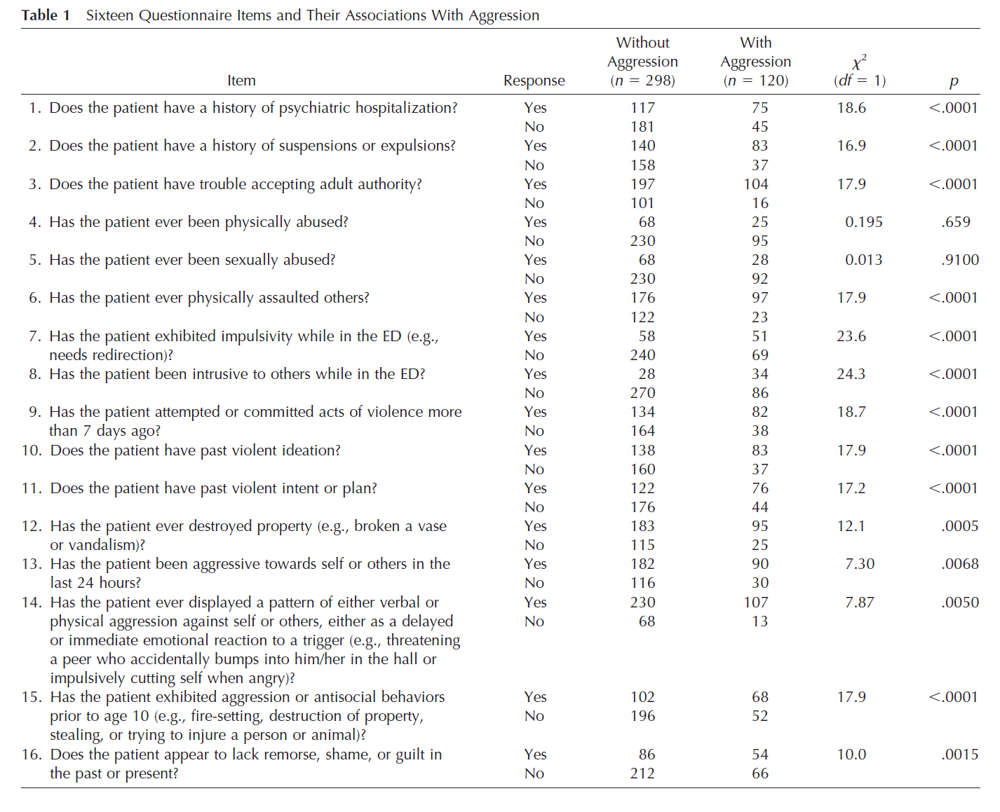 Table 1 Sixteen Questionnaire Items and Their Associations With Aggression
Item Response Without Aggression (n = 298) With Aggression (n = 120) χ² (df = 1) p
1. Does the patient have a history of psychiatric hospitalization? Yes 117 75 18.6 <.0001
No 181 45
2. Does the patient have a history of suspensions or expulsions? Yes 140 83 16.9 <.0001
No 158 37
3. Does the patient have trouble accepting adult authority? Yes 197 104 17.9 <.0001
No 101 16
4. Has the patient ever been physically abused? Yes 68 25 0.195 .659
No 230 95
5. Has the patient ever been sexually abused? Yes 68 28 0.013 .9100
No 230 92
6. Has the patient ever physically assaulted others? Yes 176 97 17.9 <.0001
No 122 23
7. Has the patient exhibited impulsivity while in the ED (e.g., Yes 58 51 23.6 <.0001
needs redirection)? No 240 69
8. Has the patient been intrusive to others while in the ED? Yes 28 34 24.3 <.0001
No 270 86
9. Has the patient attempted or committed acts of violence more Yes 134 82 18.7 <.0001
than 7 days ago? No 164 38
10. Does the patient have past violent ideation? Yes 138 83 17.9 <.0001
No 160 37
11. Does the patient have past violent intent or plan? Yes 122 76 17.2 <.0001
No 176 44
12. Has the patient ever destroyed property (e.g., broken a vase Yes 183 95 12.1 .0005
or vandalism)? No 115 25
13. Has the patient been aggressive towards self or others in the Yes 182 90 7.30 .0068
last 24 hours? No 116 30
14. Has the patient ever displayed a pattern of either verbal or Yes 230 107 7.87 .0050
physical aggression against self or others, either as a delayed No 68 13
or immediate emotional reaction to a trigger (e.g., threatening
a peer who accidentally bumps into him/her in the hall or
impulsively cutting self when angry)?
15. Has the patient exhibited aggression or antisocial behaviors Yes 102 68 17.9 <.0001
prior to age 10 (e.g., fire-setting, destruction of property, No 196 52
stealing, or trying to injure a person or animal)?
16. Does the patient appear to lack remorse, shame, or guilt in Yes 86 54 10.0 .0015
the past or present? No 212 66